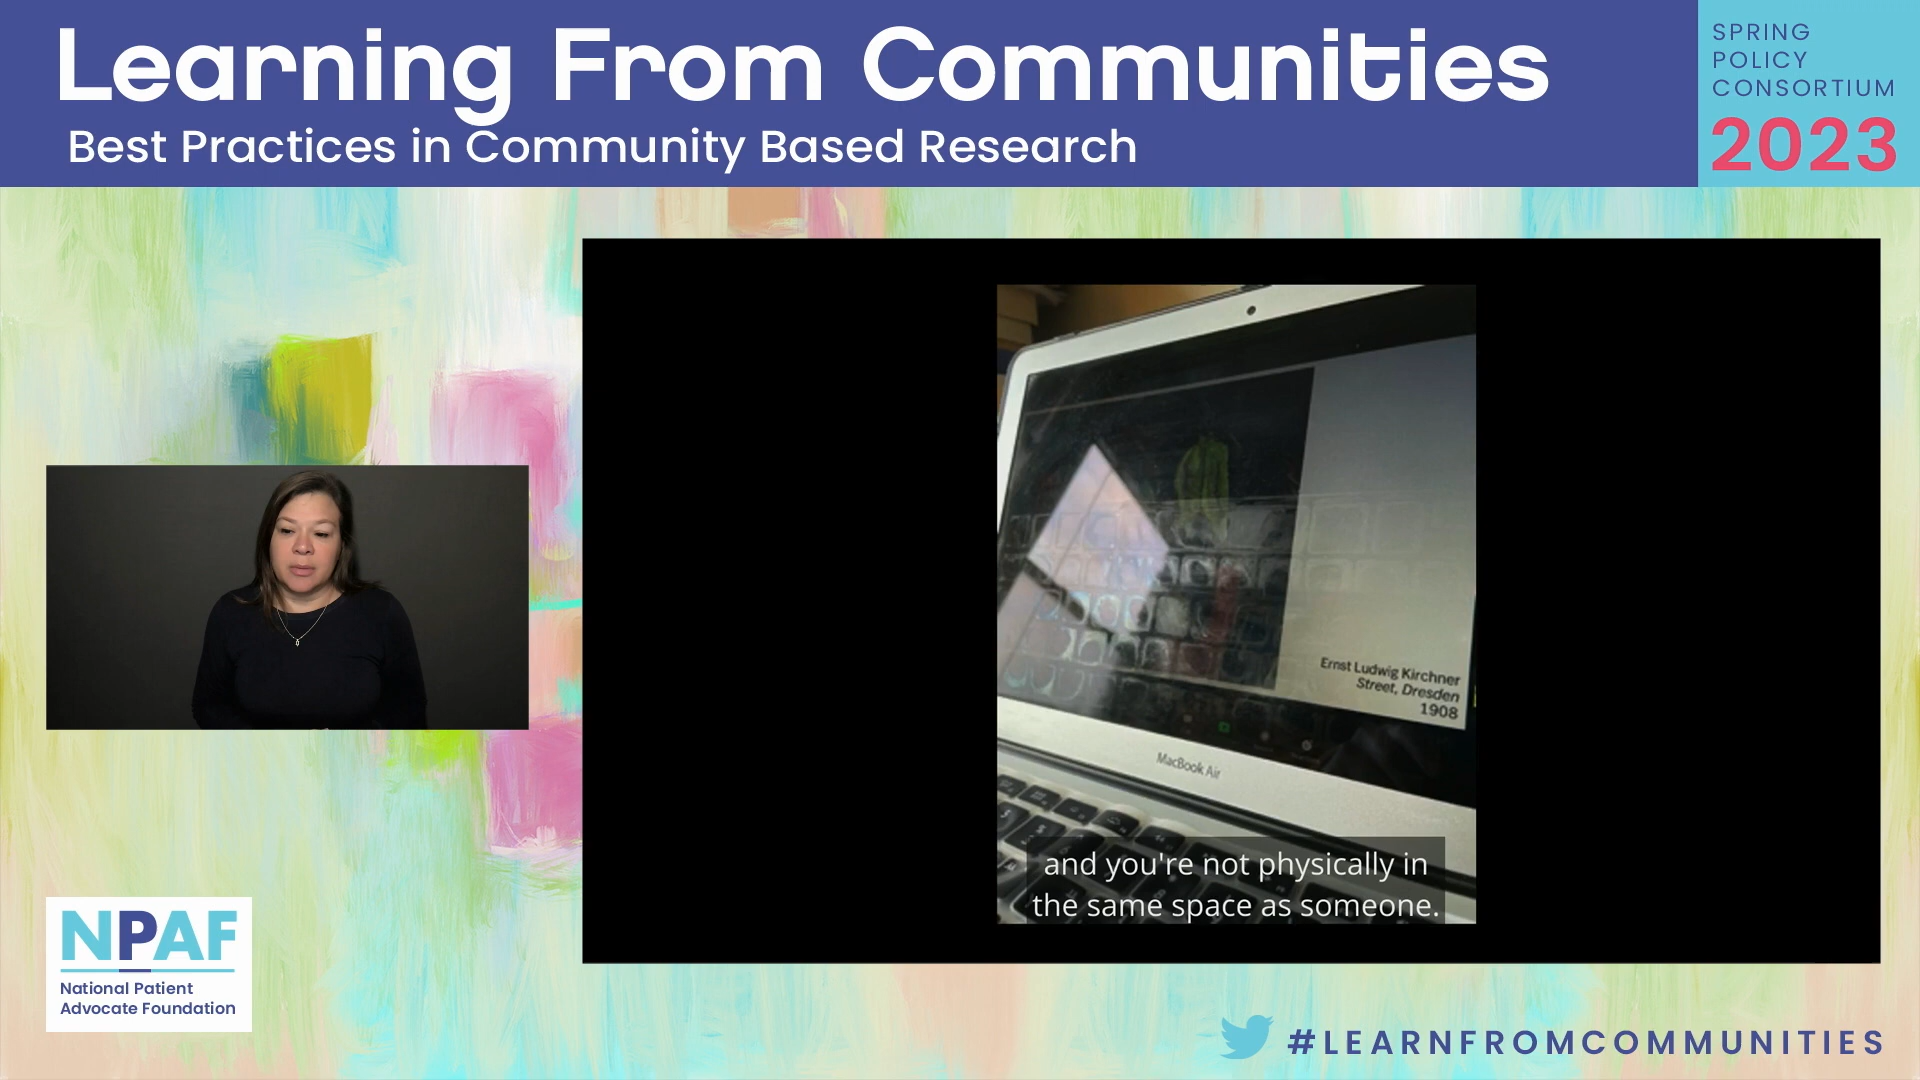 Learning From Communities
Best Practices in Community Based Research
SPRING
POLICY
CONSORTIUM
2023
Ernst Ludwig Kirchner
Street, Dresden
1908
MacBook Air
and you're not physically in
the same space as someone.
NPAF
National Patient
Advocate Foundation
#LEARNFROMCOMMUNITIES